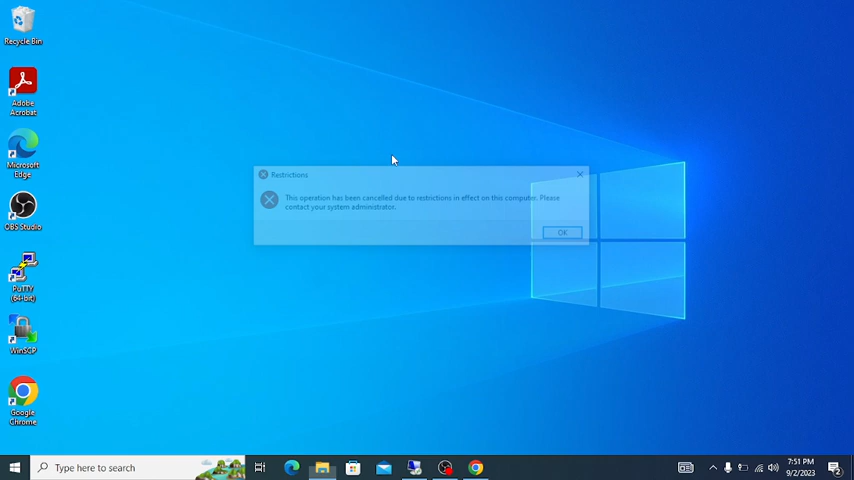 Recycle Bin
Adobe
Acrobat
Microsoft
Edge
OBS Studio
PuTTY
(64-bit)
WinSCP
Google
Chrome
Restrictions
This operation has been cancelled due to restrictions in effect on this computer. Please
contact your system administrator.
OK
Type here to search
7:51 PM
9/2/2023
2